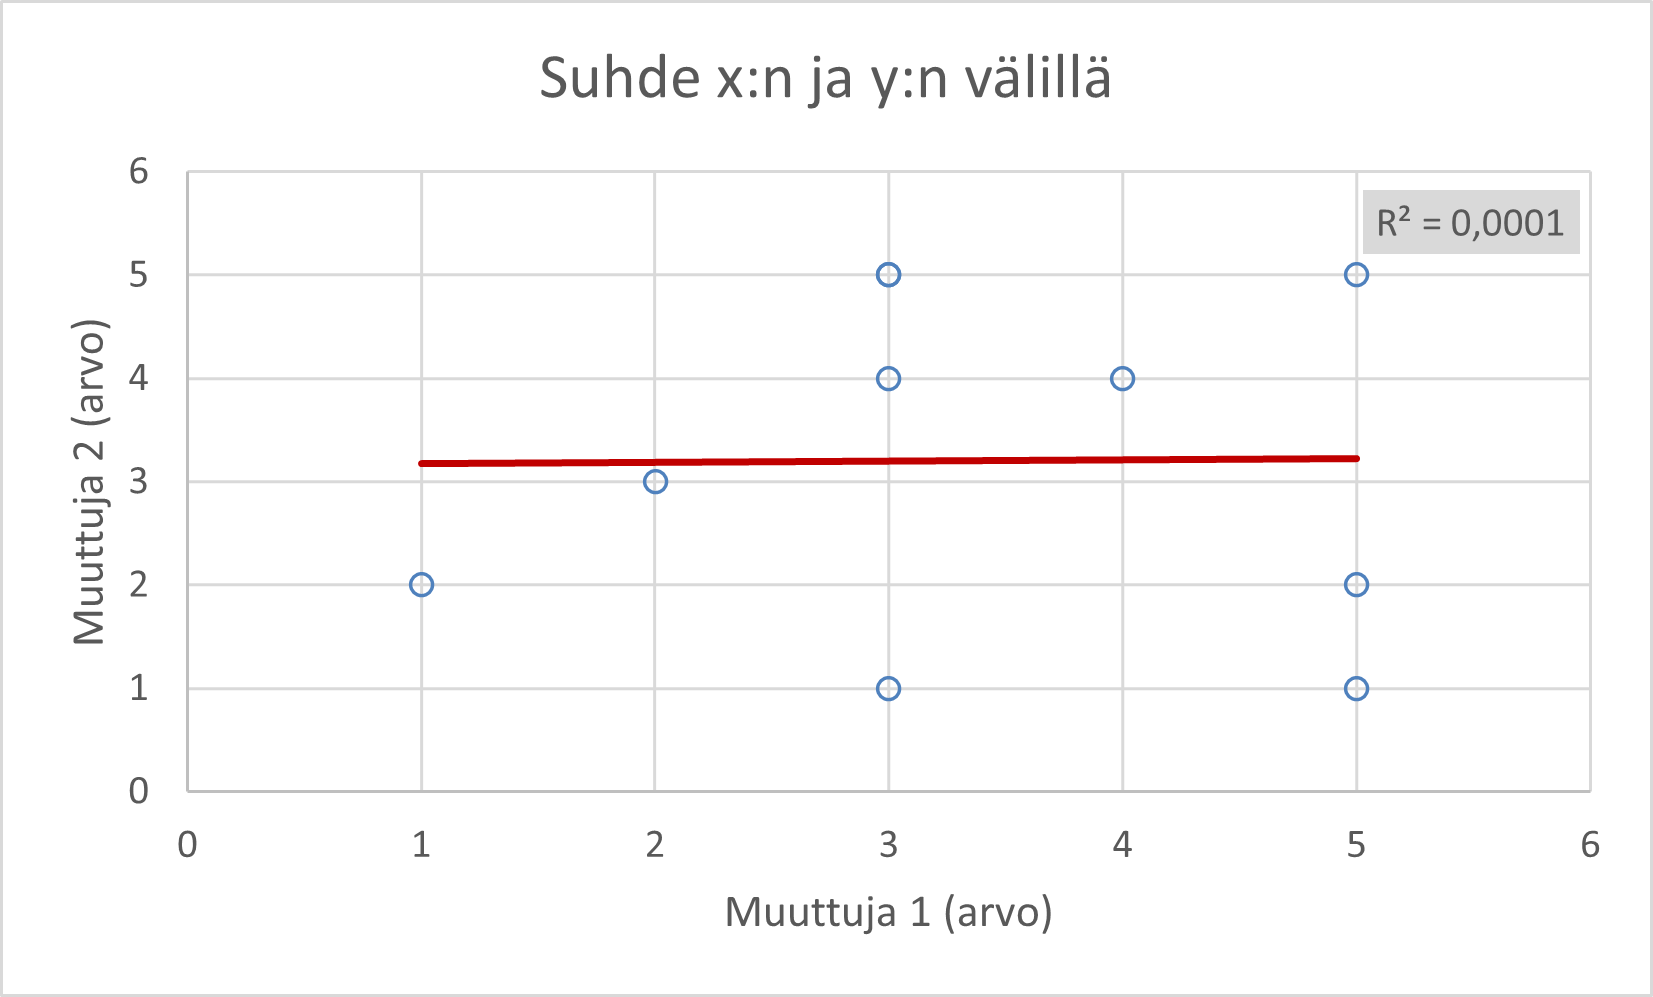 Suhde x:n ja y:n välillä
R² = 0,0001
Muuttuja 2 (arvo)
6
5
4
3
2
1
0
0 1 2 3 4 5 6
Muuttuja 1 (arvo)